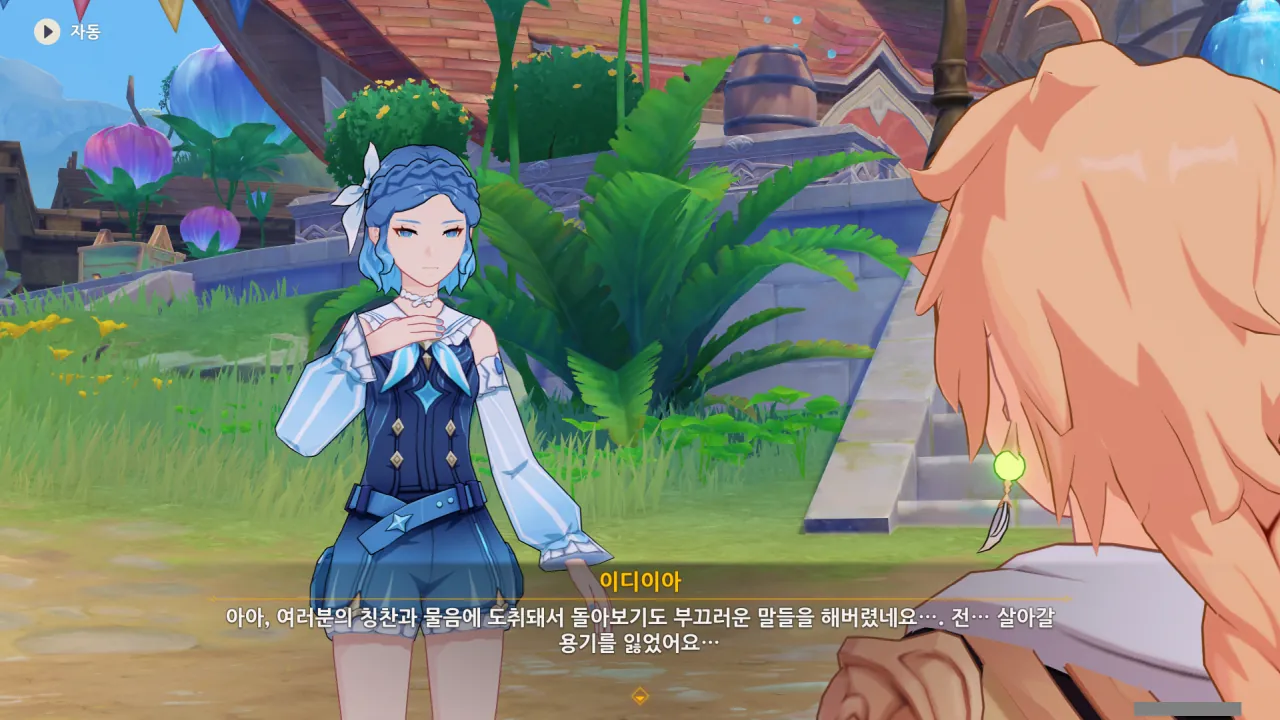 자동
이디이아
아아, 여러분의 칭찬과 물음에 도취돼서 돌아보기도 부끄러운 말들을 해버렸네요…. 전… 살아갈
용기를 잃었어요…